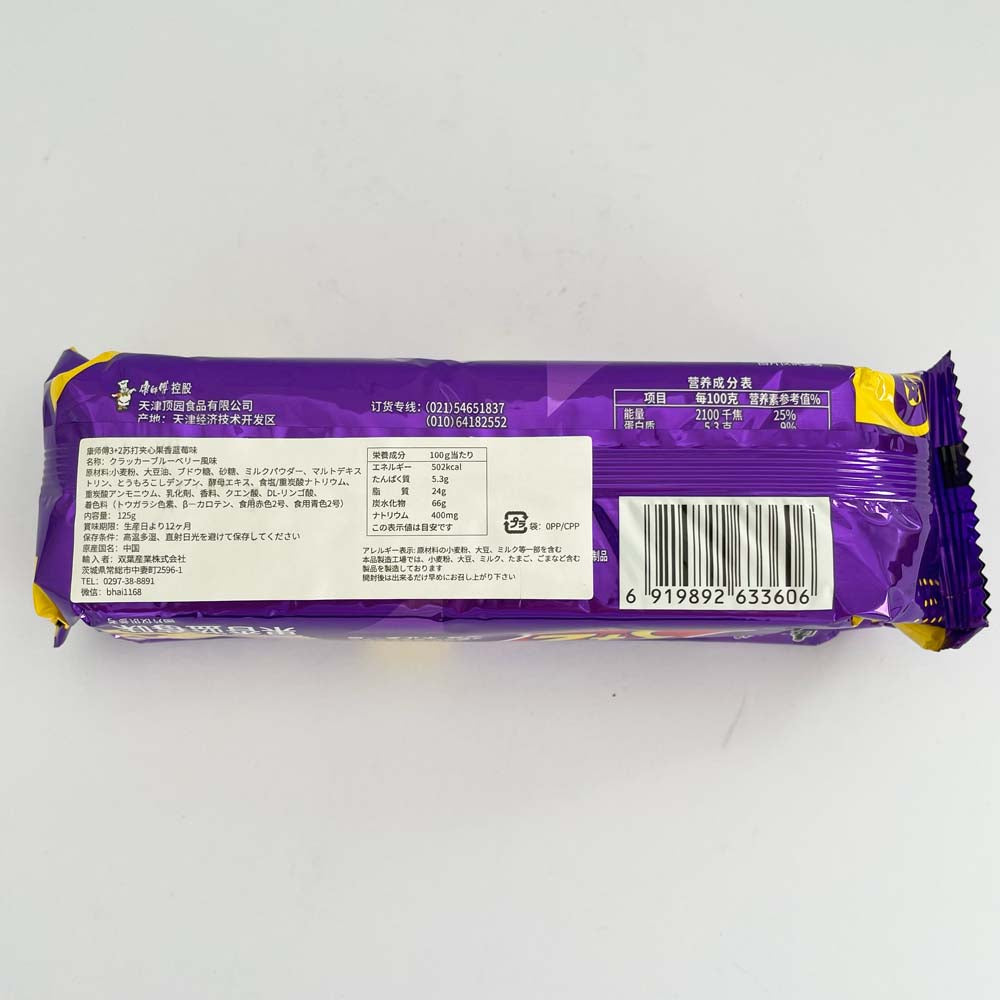 康师傅 控股
天津顶园食品有限公司
产地：天津经济技术开发区
订货专线：(021)54651837
(010)64182552
营养成分表
项目 每100克 营养素参考值%
能量 2100 千焦 25%
蛋白质 5.3 克 9%
康师傅3+2苏打夹心果香蓝莓味
名称：クラッカーブルーベリー風味
原材料:小麦粉、大豆油、ブドウ糖、砂糖、ミルクパウダー、マルトデキス
トリン、とうもろこしデンプン、酵母エキス、食塩/重炭酸ナトリウム、
重炭酸アンモニウム、乳化剤、香料、クエン酸、DL-リンゴ酸、
着色料（トウガラシ色素、β－カロテン、食用赤色2号、食用青色2号）
内容量：125g
賞味期限：生産日より12ヶ月
保存条件：高温多湿、直射日光を避けて保存してください
原産国名：中国
輸入者：双葉産業株式会社
茨城県常総市中妻町2596-1
TEL：0297-38-8891
微信：bhai1168
栄養成分 100g当たり
エネルギー 502kcal
たんぱく質 5.3g
脂 質 24g
炭水化物 66g
ナトリウム 400mg
この表示値は目安です
袋：OPP/CPP
アレルギー表示：原材料の小麦粉、大豆、ミルク等一部を含む
本品製造工場では、小麦粉、大豆、ミルク、たまご、ごまなど含む
製品を製造しております
開封後は出来るだけ早めにお召し上がり下さい
制品
6 919892 633606
果香蓝莓味